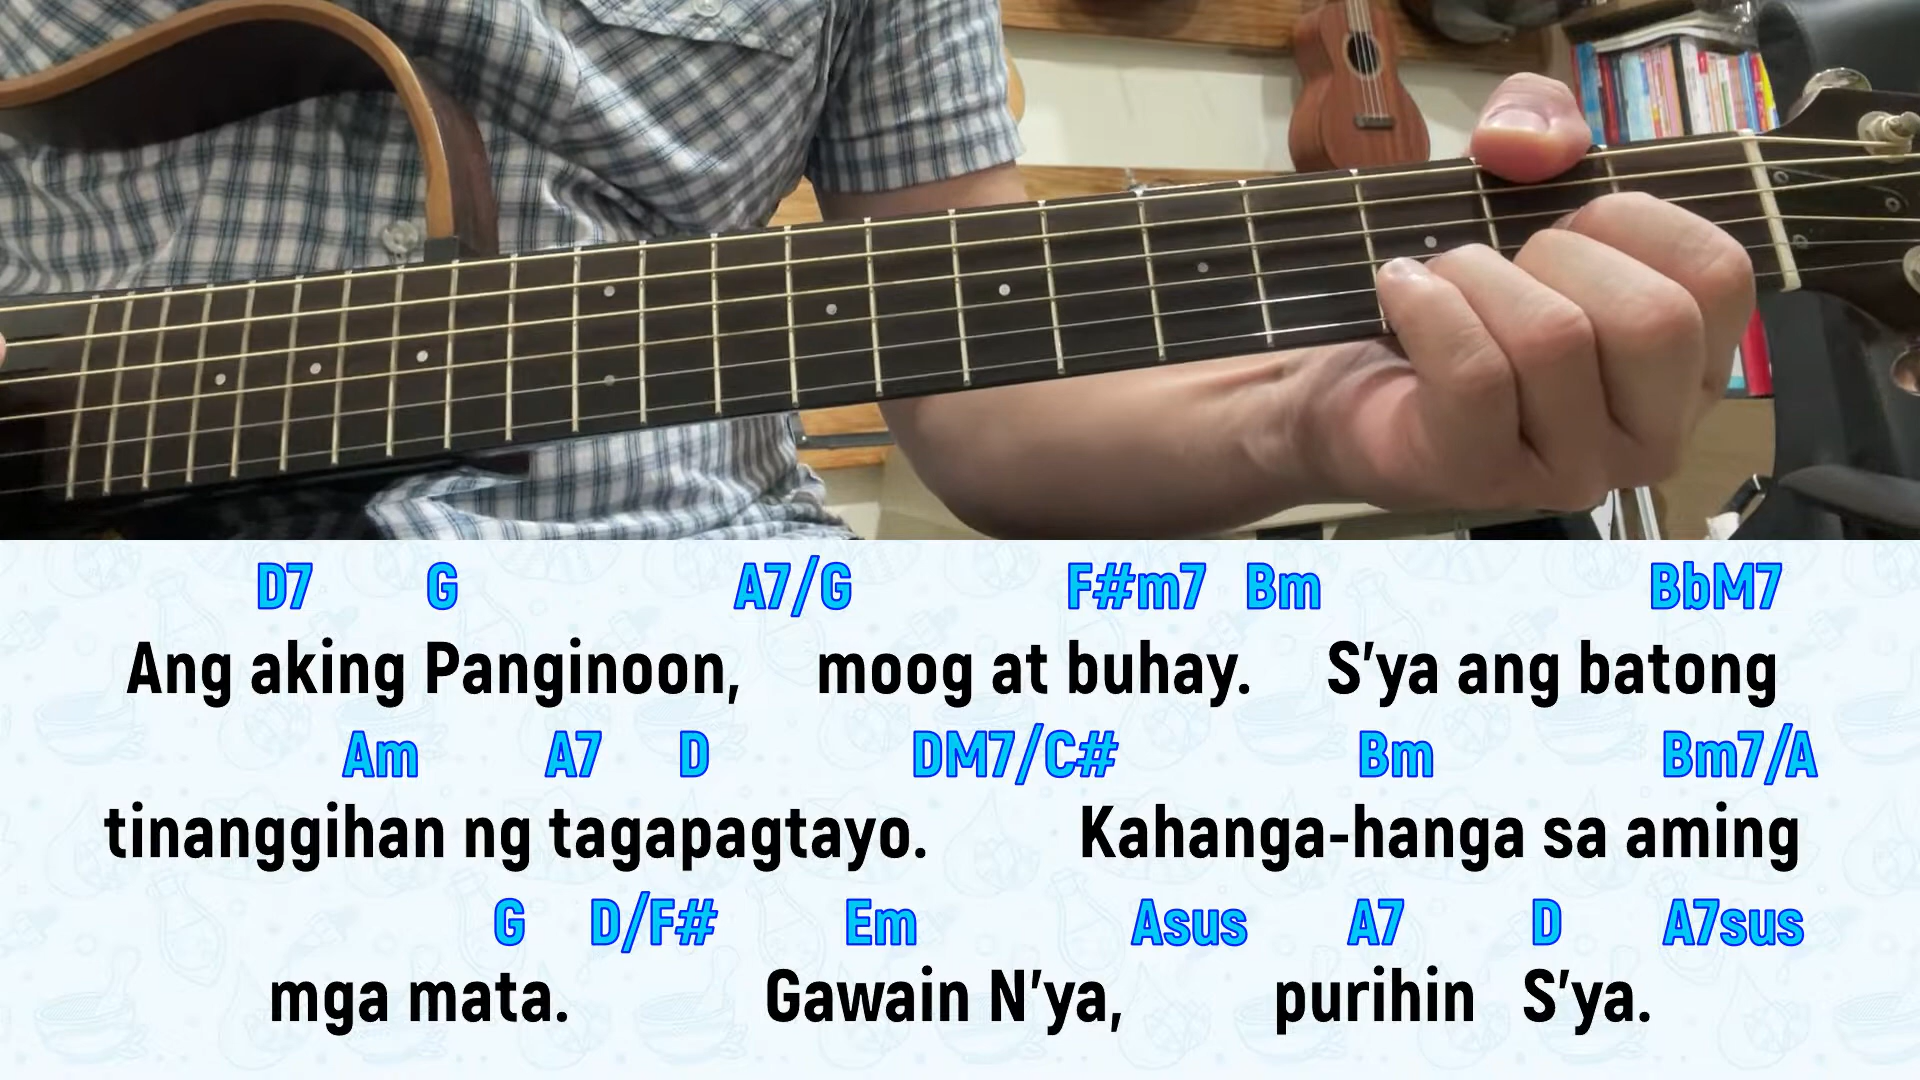 D7 G A7/G F#m7 Bm BbM7
Ang aking Panginoon, moog at buhay. S'ya ang batong
Am A7 D DM7/C# Bm Bm7/A
tinanggihan ng tagapagtayo. Kahanga-hanga sa aming
G D/F# Em Asus A7 D A7sus
mga mata. Gawain N'ya, purihin S'ya.